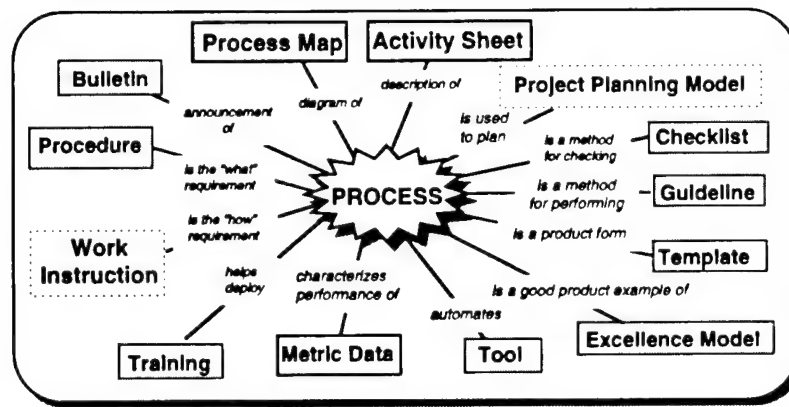 Process Map
Activity Sheet
Bulletin
announcement
of
diagram of
description of
Project Planning Model
is used
to plan
Procedure
is the "what"
requirement
PROCESS
is a method
for checking
Checklist
is a method
for performing
Guideline
is the "how"
requirement
Work
Instruction
is a product form
Template
helps
deploy
characterizes
performance of
is a good product example of
automates
Training
Metric Data
Tool
Excellence Model